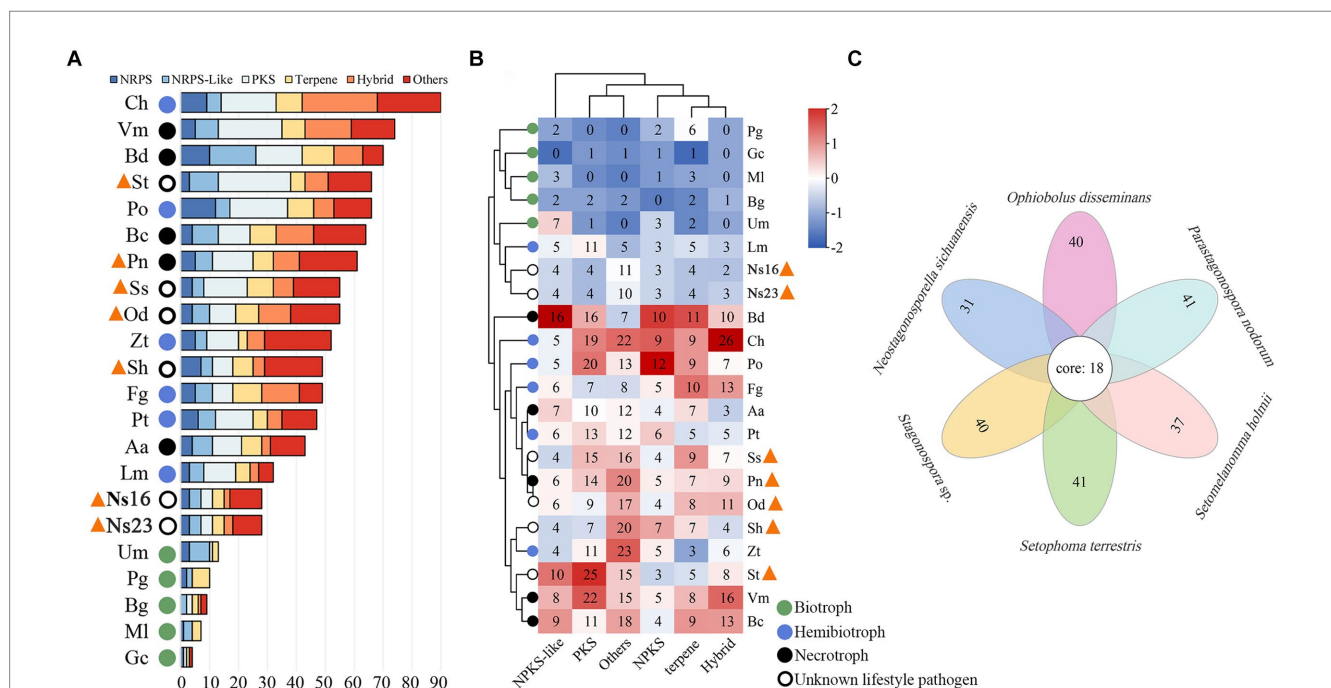 A
NRPS NRPS-Like PKS Terpene Hybrid Others
Ch
Vm
Bd
St
Po
Bc
Pn
Ss
Od
Zt
Sh
Fg
Pt
Aa
Lm
Ns16
Ns23
Um
Pg
Bg
Ml
Gc
0 10 20 30 40 50 60 70 80 90
B
2
1
0
-1
-2
2 0 0 2 6 0 Pg
0 1 1 1 1 0 Gc
3 0 0 1 3 0 Ml
2 2 2 0 2 1 Bg
7 1 0 3 2 0 Um
5 11 5 3 5 3 Lm
4 4 11 3 4 2 Ns16
4 4 10 3 4 3 Ns23
16 16 7 10 11 10 Bd
5 19 22 9 9 26 Ch
5 20 13 12 9 7 Po
6 7 8 5 10 13 Fg
7 10 12 4 7 3 Aa
6 13 12 6 5 5 Pt
4 15 16 4 9 7 Ss
6 14 20 5 7 9 Pn
6 9 17 4 8 11 Od
4 7 20 7 7 4 Sh
4 11 23 5 3 6 Zt
10 25 15 3 5 8 St
8 22 15 5 8 16 Vm
9 11 18 4 9 13 Bc
NPKS-like PKS Others NPKS terpene Hybrid
Biotroph
Hemibiotroph
Necrotroph
Unknown lifestyle pathogen
C
Ophiobolus disseminans
40
Parastagonospora nodorum
41
Setomelanomma holmii
37
Setophoma terrestris
41
Stagonospora sp.
40
Neostagonosporella sichuanensis
31
core: 18